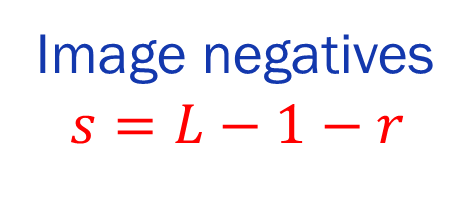 Image negatives
s = L − 1 − r